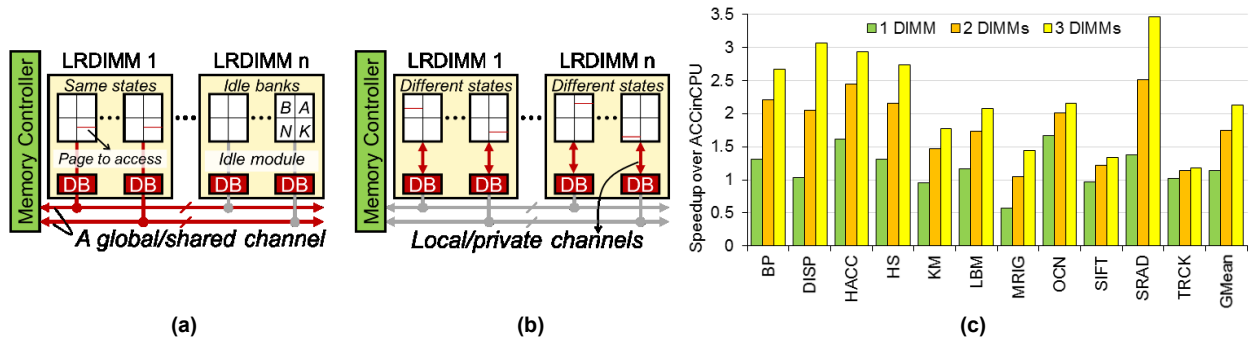 Memory Controller
LRDIMM 1
LRDIMM n
Same states
Idle banks
B A
N K
Page to access
Idle module
DB
DB
DB
DB
A global/shared channel
(a)
Memory Controller
LRDIMM 1
LRDIMM n
Different states
Different states
DB
DB
DB
DB
Local/private channels
(b)
Speedup over ACCinCPU
1 DIMM
2 DIMMs
3 DIMMs
3.5
3
2.5
2
1.5
1
0.5
0
BP
DISP
HACC
HS
KM
LBM
MRIG
OCN
SIFT
SRAD
TRCK
GMean
(c)